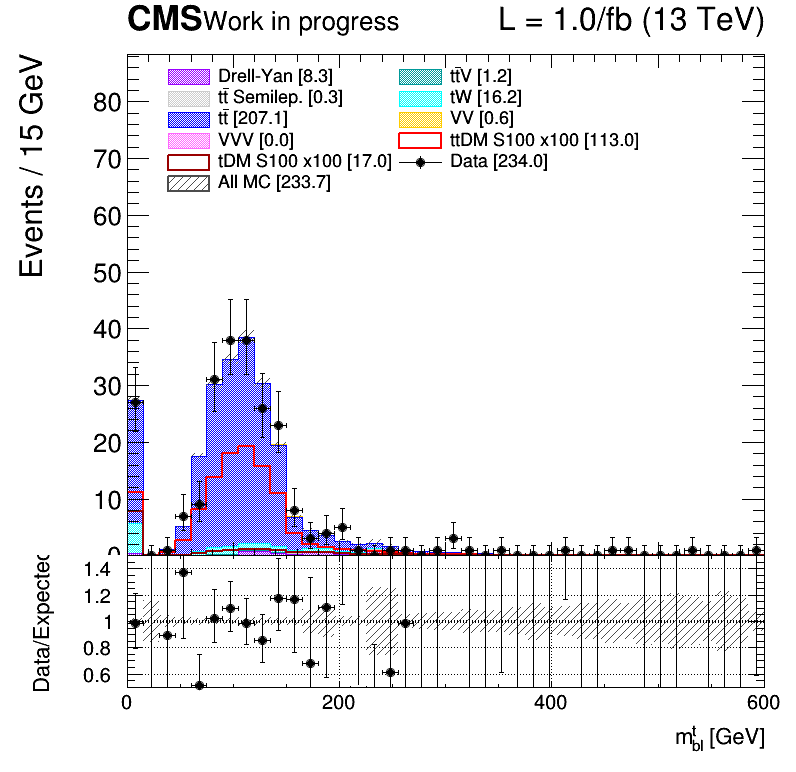 CMS Work in progress L = 1.0/fb (13 TeV)
Drell-Yan [8.3] tt̄V [1.2]
tt̄ Semilep. [0.3] tW [16.2]
tt̄ [207.1] VV [0.6]
VVV [0.0] ttDM S100 x100 [113.0]
tDM S100 x100 [17.0] Data [234.0]
All MC [233.7]
Events / 15 GeV
80
70
60
50
40
30
20
10
0
Data/Expected
1.4
1.2
1
0.8
0.6
0 200 400 600
m^t_bl [GeV]